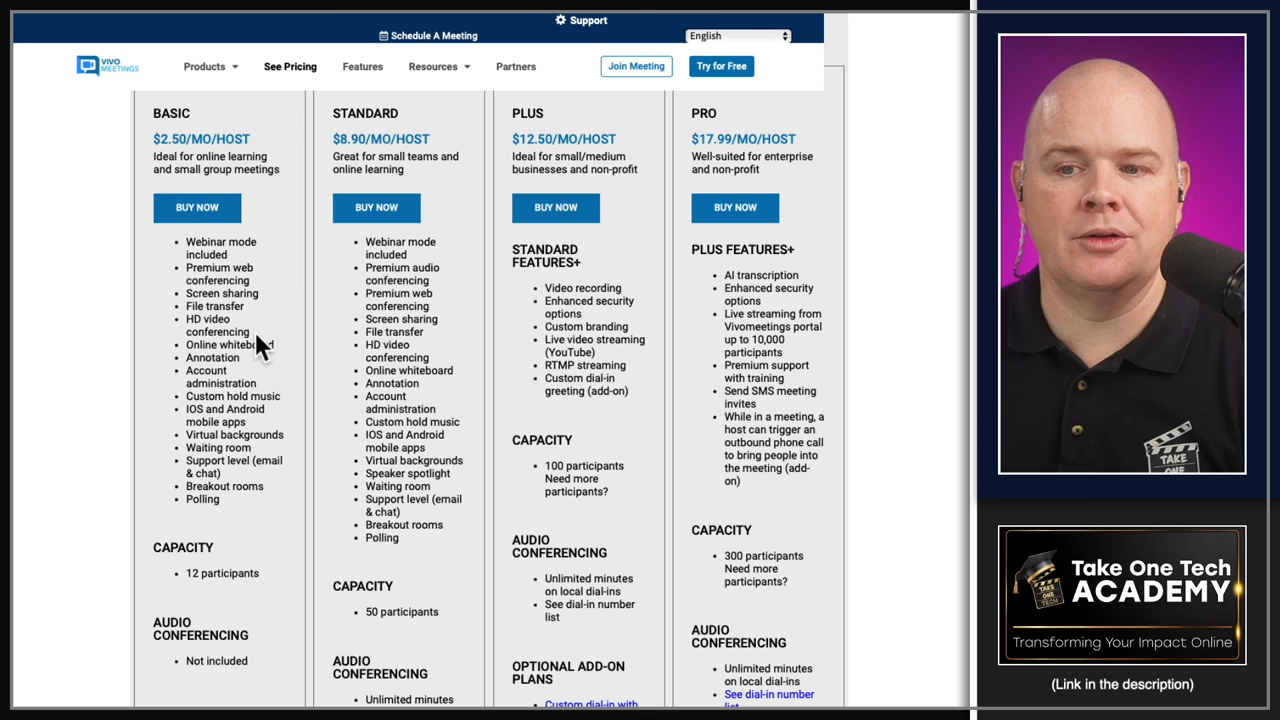 Support
Schedule A Meeting
English
VIVO
MEETINGS
Products
See Pricing
Features
Resources
Partners
Join Meeting
Try for Free
BASIC
$2.50/MO/HOST
Ideal for online learning
and small group meetings
BUY NOW
• Webinar mode
included
• Premium web
conferencing
• Screen sharing
• File transfer
• HD video
conferencing
• Online whiteboard
• Annotation
• Account
administration
• Custom hold music
• IOS and Android
mobile apps
• Virtual backgrounds
• Waiting room
• Support level (email
& chat)
• Breakout rooms
• Polling
CAPACITY
• 12 participants
AUDIO
CONFERENCING
• Not included
STANDARD
$8.90/MO/HOST
Great for small teams and
online learning
BUY NOW
• Webinar mode
included
• Premium audio
conferencing
• Premium web
conferencing
• Screen sharing
• File transfer
• HD video
conferencing
• Online whiteboard
• Annotation
• Account
administration
• Custom hold music
• IOS and Android
mobile apps
• Virtual backgrounds
• Speaker spotlight
• Waiting room
• Support level (email
& chat)
• Breakout rooms
• Polling
CAPACITY
• 50 participants
AUDIO
CONFERENCING
• Unlimited minutes
PLUS
$12.50/MO/HOST
Ideal for small/medium
businesses and non-profit
BUY NOW
STANDARD
FEATURES+
• Video recording
• Enhanced security
options
• Custom branding
• Live video streaming
(YouTube)
• RTMP streaming
• Custom dial-in
greeting (add-on)
CAPACITY
• 100 participants
Need more
participants?
AUDIO
CONFERENCING
• Unlimited minutes
on local dial-ins
• See dial-in number
list
OPTIONAL ADD-ON
PLANS
Custom dial-in with
PRO
$17.99/MO/HOST
Well-suited for enterprise
and non-profit
BUY NOW
PLUS FEATURES+
• AI transcription
• Enhanced security
options
• Live streaming from
Vivomeetings portal
up to 10,000
participants
• Premium support
with training
• Send SMS meeting
invites
• While in a meeting, a
host can trigger an
outbound phone call
to bring people into
the meeting (add-
on)
CAPACITY
• 300 participants
Need more
participants?
AUDIO
CONFERENCING
• Unlimited minutes
on local dial-ins
• See dial-in number
list
TAKE ONE
TECH
TAKE
ONE
TECH
Take One Tech
ACADEMY
Transforming Your Impact Online
(Link in the description)